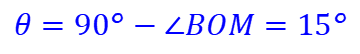 θ = 90° − ∠BOM = 15°